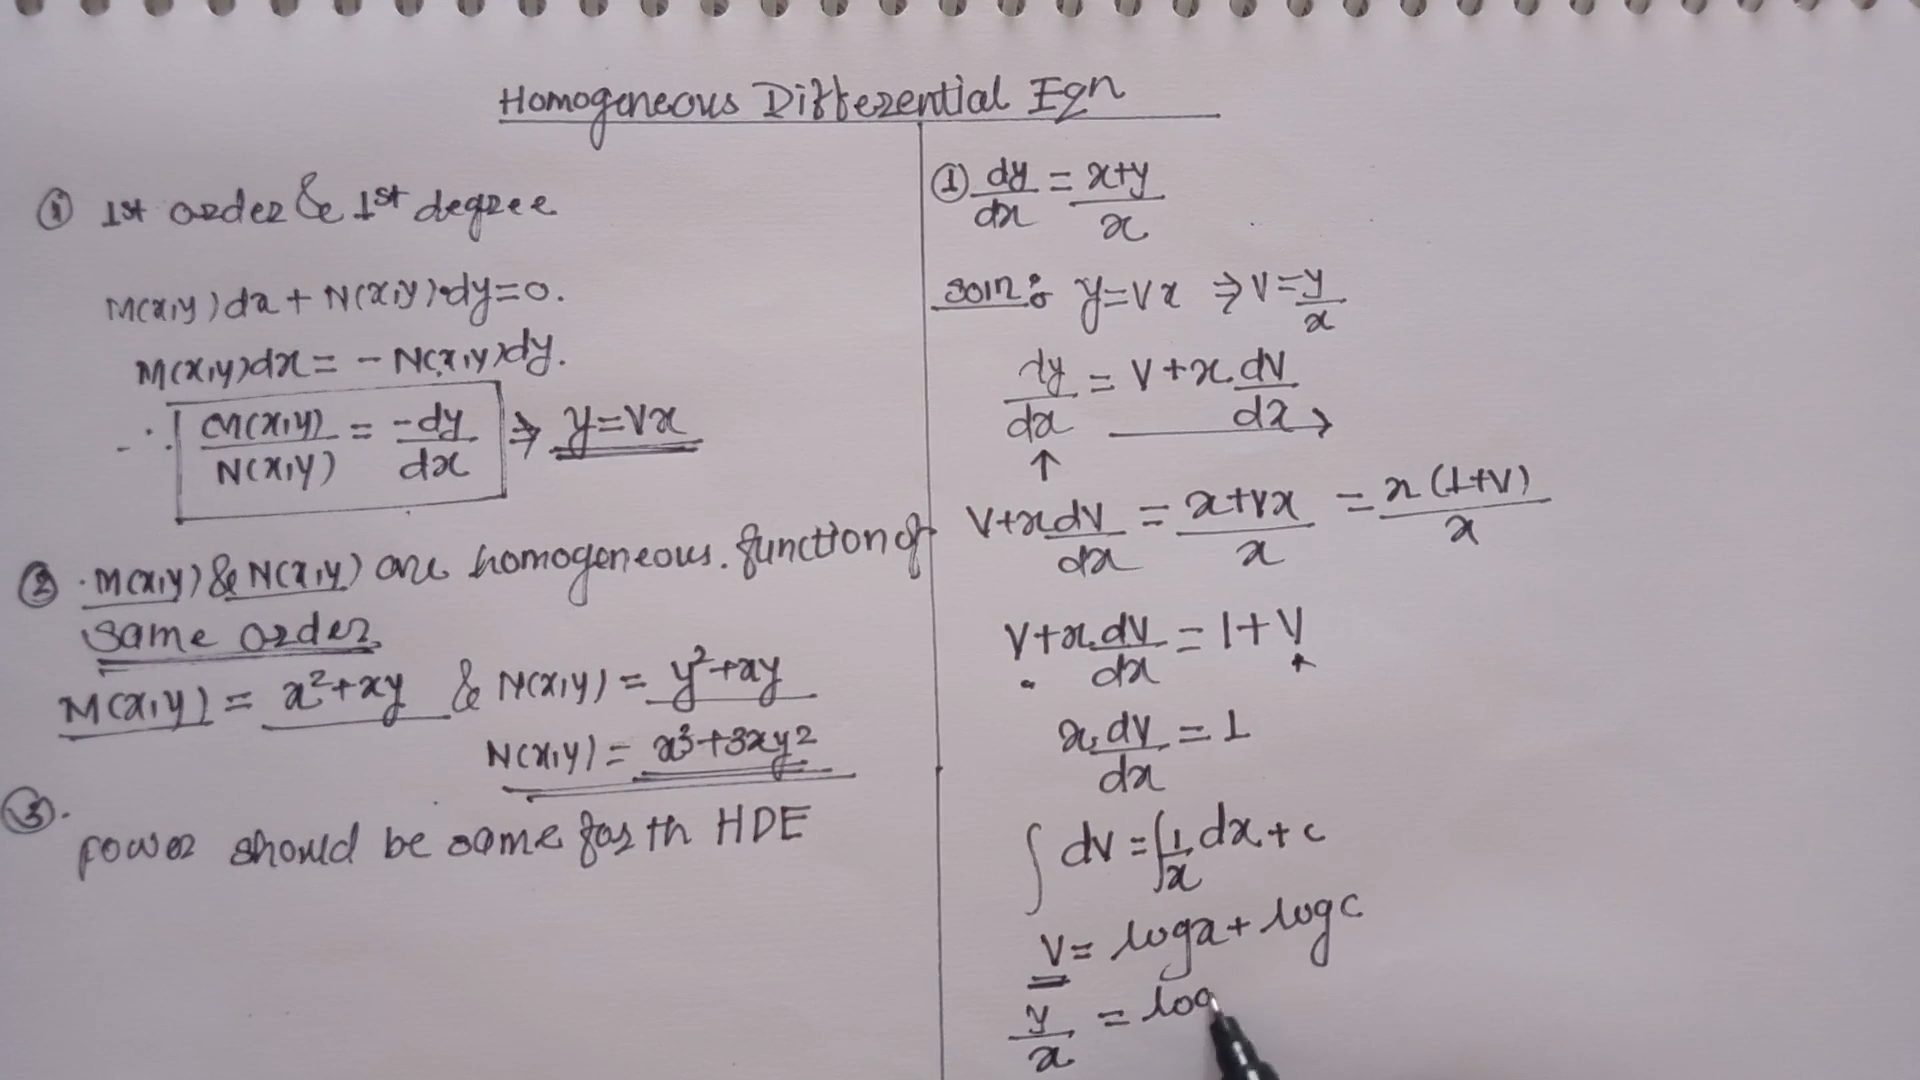 Homogeneous Differential Eqn
① 1st order & 1st degree
M(x,y)dx + N(x,y)dy=0.
M(x,y)dx = - N(x,y)dy.
∴ M(x,y)/N(x,y) = -dy/dx ⇒ y=vx
② M(x,y) & N(x,y) are homogeneous. function of
same order
M(x,y) = x²+xy & N(x,y) = y²+xy
N(x,y) = x³+3xy²
③.
power should be same for th HDE
① dy/dx = x+y/x
soln: y=vx ⇒ v=y/x
dy/dx = v+x.dv/dx
↑
v+xdv/dx = x+vx/x = x(1+v)/x
v+x.dv/dx = 1+v
x.dv/dx = 1
∫dv = ∫1/x dx+c
v= logx+ logc
y/x = log